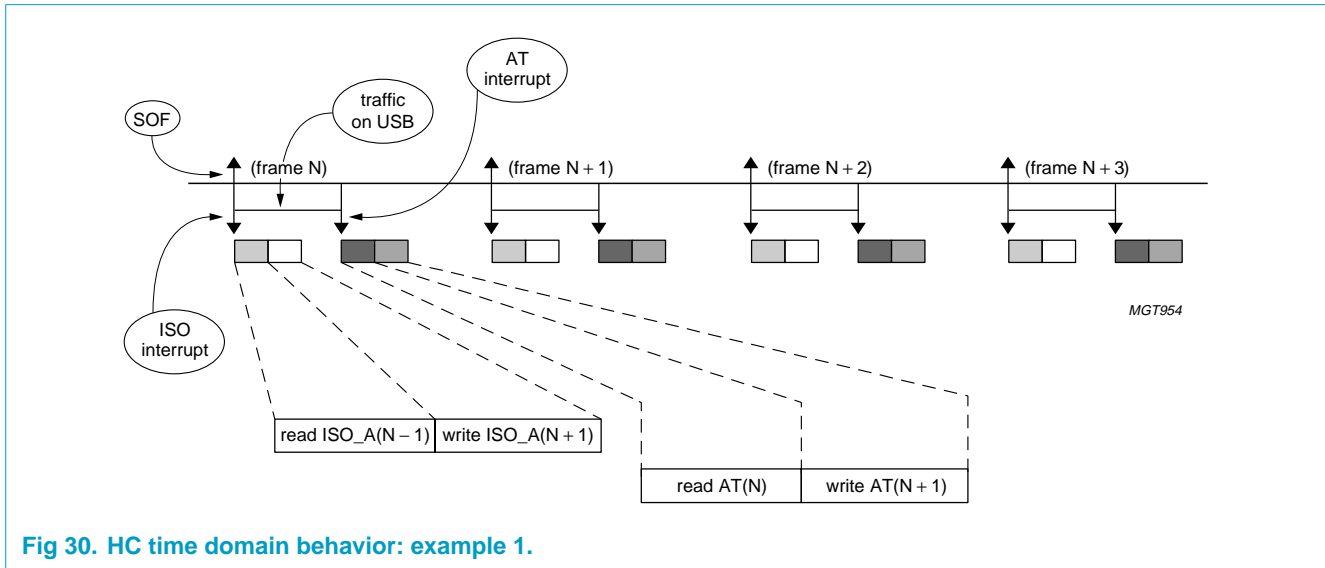 AT
interrupt
traffic
on USB
SOF
(frame N)
(frame N + 1)
(frame N + 2)
(frame N + 3)
MGT954
ISO
interrupt
read ISO_A(N − 1)
write ISO_A(N + 1)
read AT(N)
write AT(N + 1)
Fig 30. HC time domain behavior: example 1.